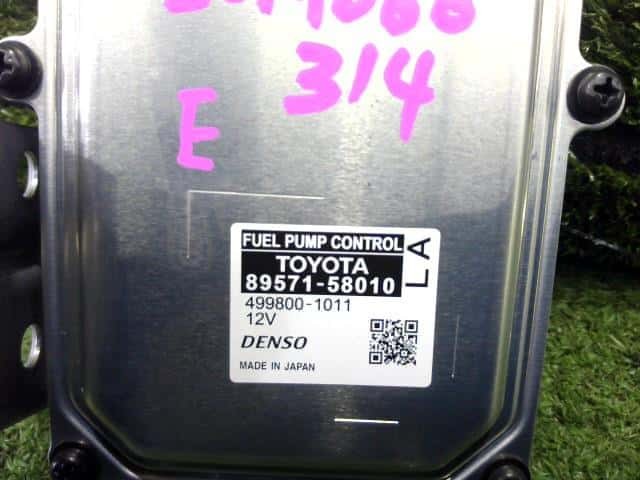 314
E
FUEL PUMP CONTROL
TOYOTA
89571-58010
LA
499800-1011
12V
DENSO
MADE IN JAPAN